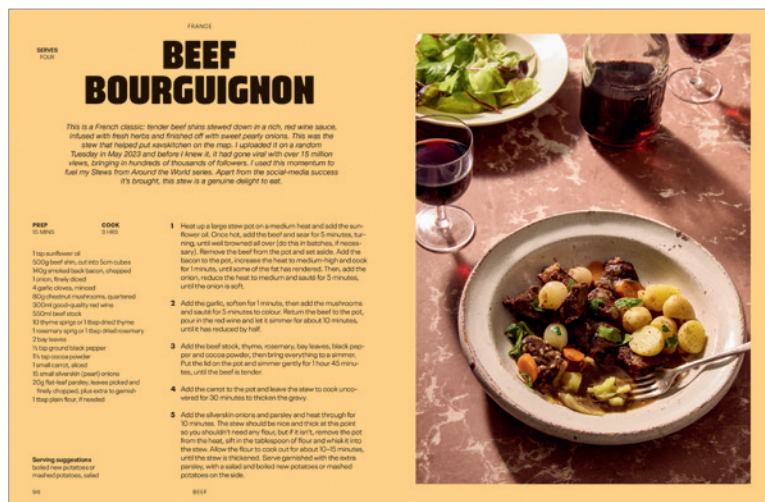 FRANCE
SERVES
FOUR
BEEF
BOURGUIGNON
This is a French classic: tender beef shins stewed down in a rich, red wine sauce,
infused with fresh herbs and finished off with sweet pearly onions. This was the
stew that helped put xavskitchen on the map. I uploaded it on a random
Tuesday in May 2023 and before I knew it, it had gone viral with over 15 million
views, bringing in hundreds of thousands of followers. I used this momentum to
fuel my Stews from Around the World series. Apart from the social-media success
it's brought, this stew is a genuine delight to eat.
PREP
15 MINS
COOK
3 HRS
1 tsp sunflower oil
500g beef shin, cut into 5cm cubes
140g smoked back bacon, chopped
1 onion, finely diced
4 garlic cloves, minced
80g chestnut mushrooms, quartered
300ml good-quality red wine
550ml beef stock
10 thyme sprigs or 1 tbsp dried thyme
1 rosemary sprig or 1 tbsp dried rosemary
2 bay leaves
½ tsp ground black pepper
1½ tsp cocoa powder
1 small carrot, sliced
15 small silverskin (pearl) onions
20g flat-leaf parsley, leaves picked and
finely chopped, plus extra to garnish
1 tbsp plain flour, if needed
Serving suggestions
boiled new potatoes or
mashed potatoes, salad
1 Heat up a large stew pot on a medium heat and add the sun-
flower oil. Once hot, add the beef and sear for 5 minutes, tur-
ning, until well browned all over (do this in batches, if neces-
sary). Remove the beef from the pot and set aside. Add the
bacon to the pot, increase the heat to medium-high and cook
for 1 minute, until some of the fat has rendered. Then, add the
onion, reduce the heat to medium and sauté for 5 minutes,
until the onion is soft.
2 Add the garlic, soften for 1 minute, then add the mushrooms
and sauté for 5 minutes to colour. Return the beef to the pot,
pour in the red wine and let it simmer for about 10 minutes,
until it has reduced by half.
3 Add the beef stock, thyme, rosemary, bay leaves, black pep-
per and cocoa powder, then bring everything to a simmer.
Put the lid on the pot and simmer gently for 1 hour 45 minu-
tes, until the beef is tender.
4 Add the carrot to the pot and leave the stew to cook unco-
vered for 30 minutes to thicken the gravy.
5 Add the silverskin onions and parsley and heat through for
10 minutes. The stew should be nice and thick at this point
so you shouldn't need any flour, but if it isn't, remove the pot
from the heat, sift in the tablespoon of flour and whisk it into
the stew. Allow the flour to cook out for about 10–15 minutes,
until the stew is thickened. Serve garnished with the extra
parsley, with a salad and boiled new potatoes or mashed
potatoes on the side.
BEEF